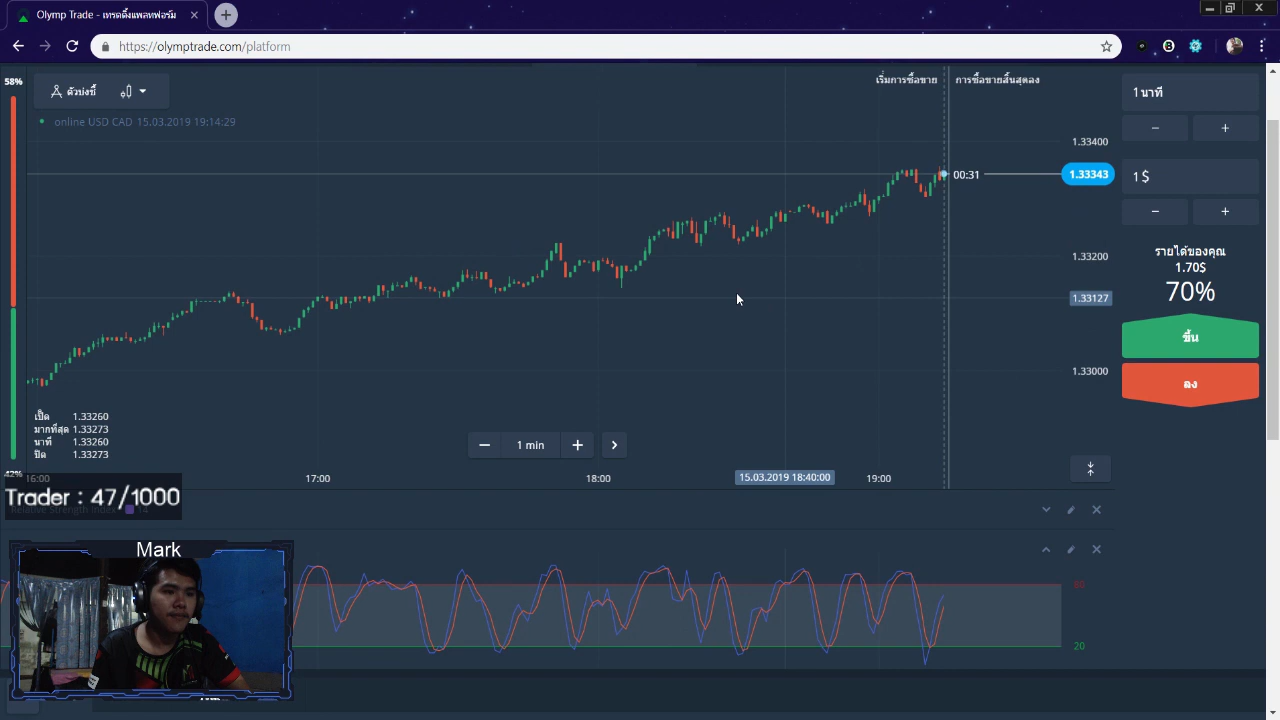 Olymp Trade - เทรดดิ้งแพลทฟอร์ม
https://olymptrade.com/platform
58%
ตัวบ่งชี้
เริ่มการซื้อขาย
การซื้อขายสิ้นสุดลง
1 นาที
online USD CAD 15.03.2019 19:14:29
1.33400
00:31
1.33343
1 $
1.33200
รายได้ของคุณ
1.70$
70%
1.33127
ขึ้น
1.33000
ลง
เปิด 1.33260
มากที่สุด 1.33273
นาที 1.33260
ปิด 1.33273
1 min
42%
16:00
17:00
18:00
15.03.2019 18:40:00
19:00
Trader : 47/1000
Relative Strength Index 14
Mark
80
20